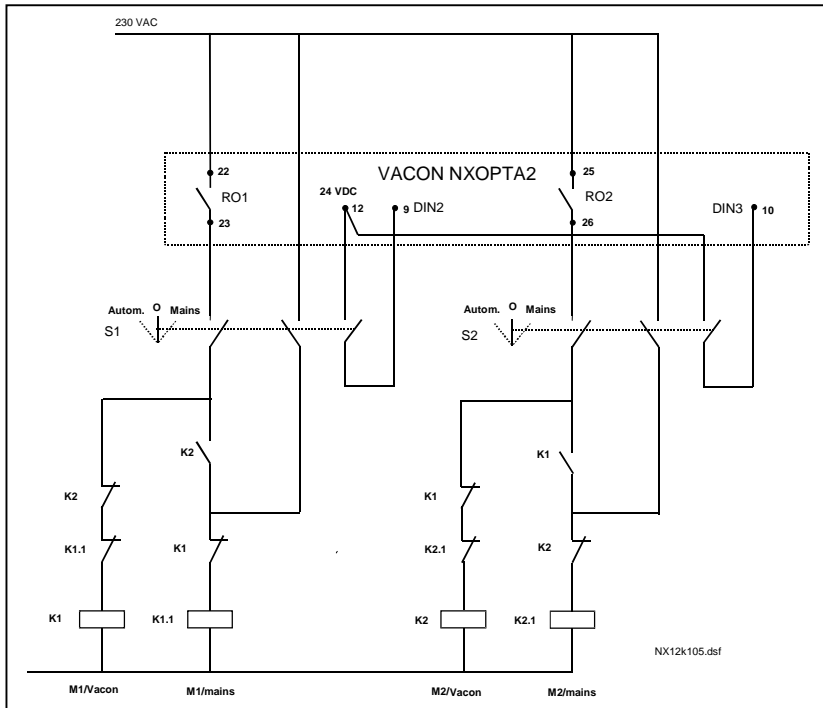 230 VAC
VACON NXOPTA2
22
RO1
23
24 VDC
12
9 DIN2
25
RO2
26
DIN3 10
Autom. O Mains
S1
Autom. O Mains
S2
K2
K1
K2
K1
K1.1
K1
K2.1
K2
K1
K1.1
K2
K2.1
NX12k105.dsf
M1/Vacon
M1/mains
M2/Vacon
M2/mains